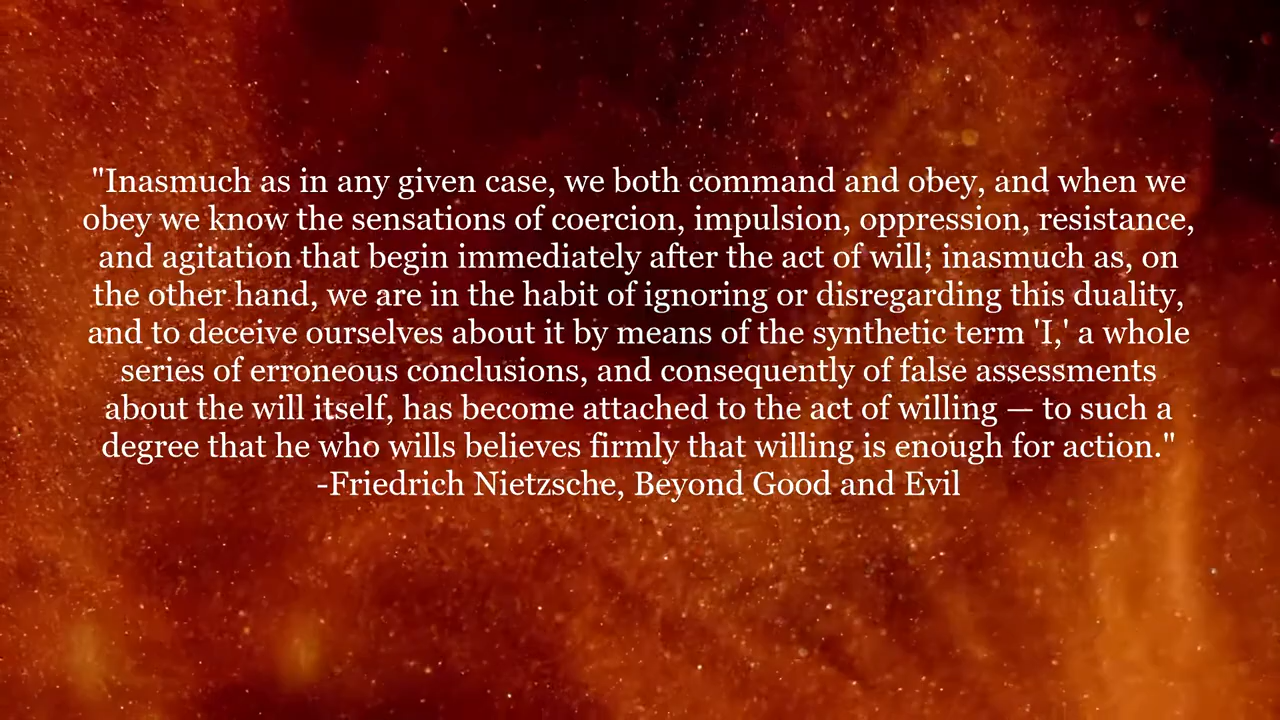 "Inasmuch as in any given case, we both command and obey, and when we
obey we know the sensations of coercion, impulsion, oppression, resistance,
and agitation that begin immediately after the act of will; inasmuch as, on
the other hand, we are in the habit of ignoring or disregarding this duality,
and to deceive ourselves about it by means of the synthetic term 'I,' a whole
series of erroneous conclusions, and consequently of false assessments
about the will itself, has become attached to the act of willing — to such a
degree that he who wills believes firmly that willing is enough for action."
-Friedrich Nietzsche, Beyond Good and Evil